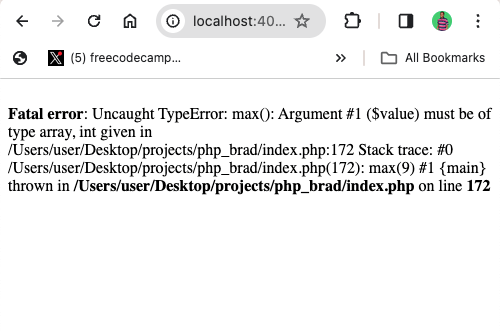 localhost:40...
(5) freecodecamp...
» All Bookmarks
Fatal error: Uncaught TypeError: max(): Argument #1 ($value) must be of
type array, int given in
/Users/user/Desktop/projects/php_brad/index.php:172 Stack trace: #0
/Users/user/Desktop/projects/php_brad/index.php(172): max(9) #1 {main}
thrown in /Users/user/Desktop/projects/php_brad/index.php on line 172